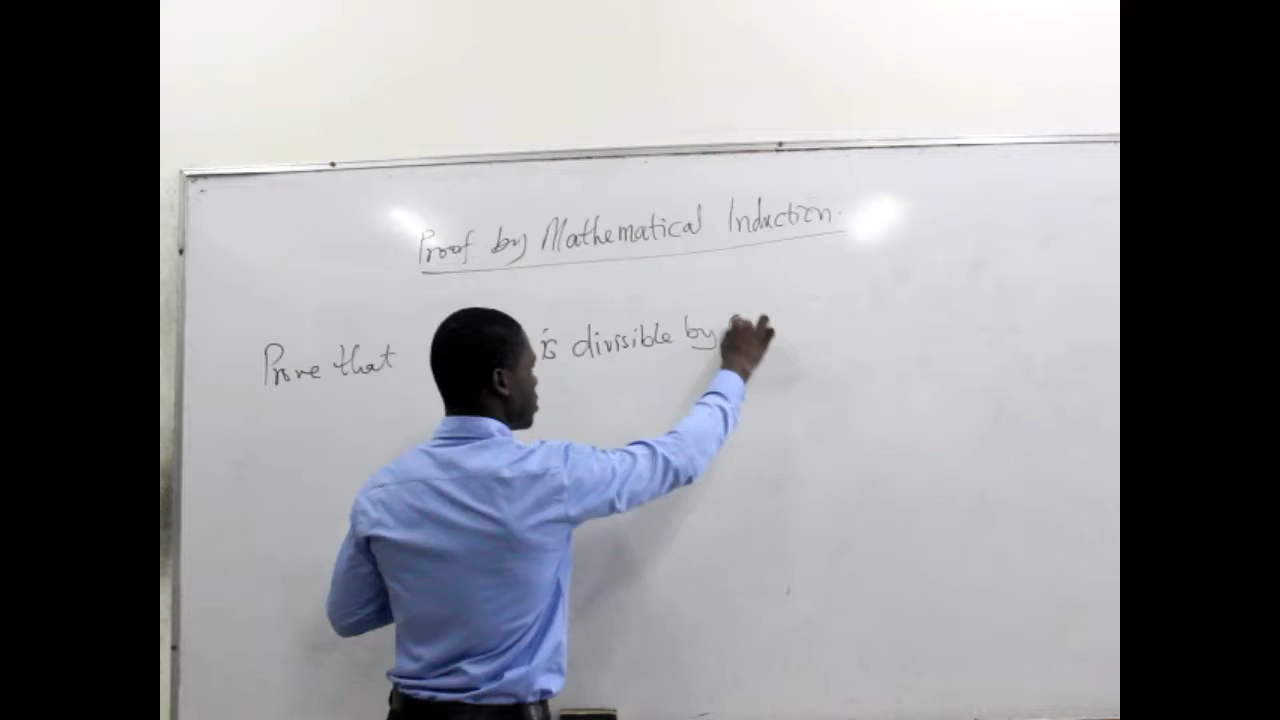 Proof by Mathematical Induction.
Prove that is divisible by